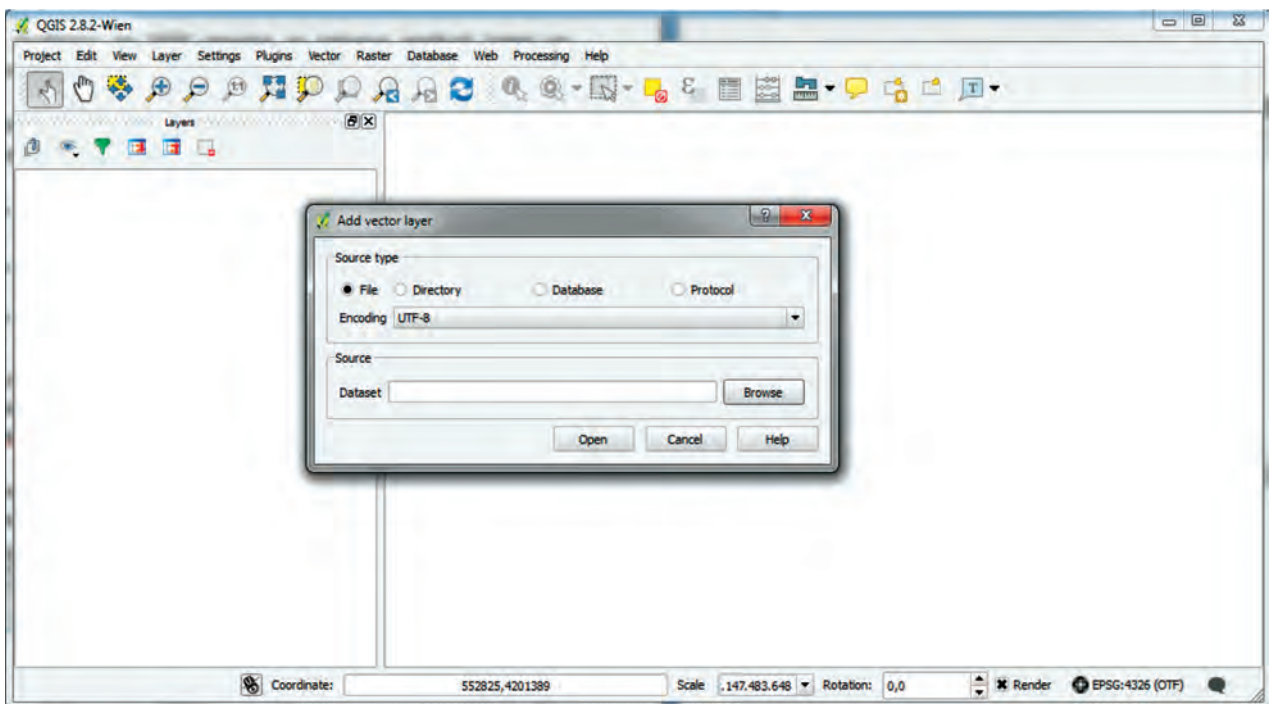 QGIS 2.8.2-Wien
Project Edit View Layer Settings Plugins Vector Raster Database Web Processing Help
Layers
Add vector layer
Source type
File Directory Database Protocol
Encoding UTF-8
Source
Dataset Browse
Open Cancel Help
Coordinate: 552825,4201389 Scale .147.483.648 Rotation: 0,0 Render EPSG:4326 (OTF)